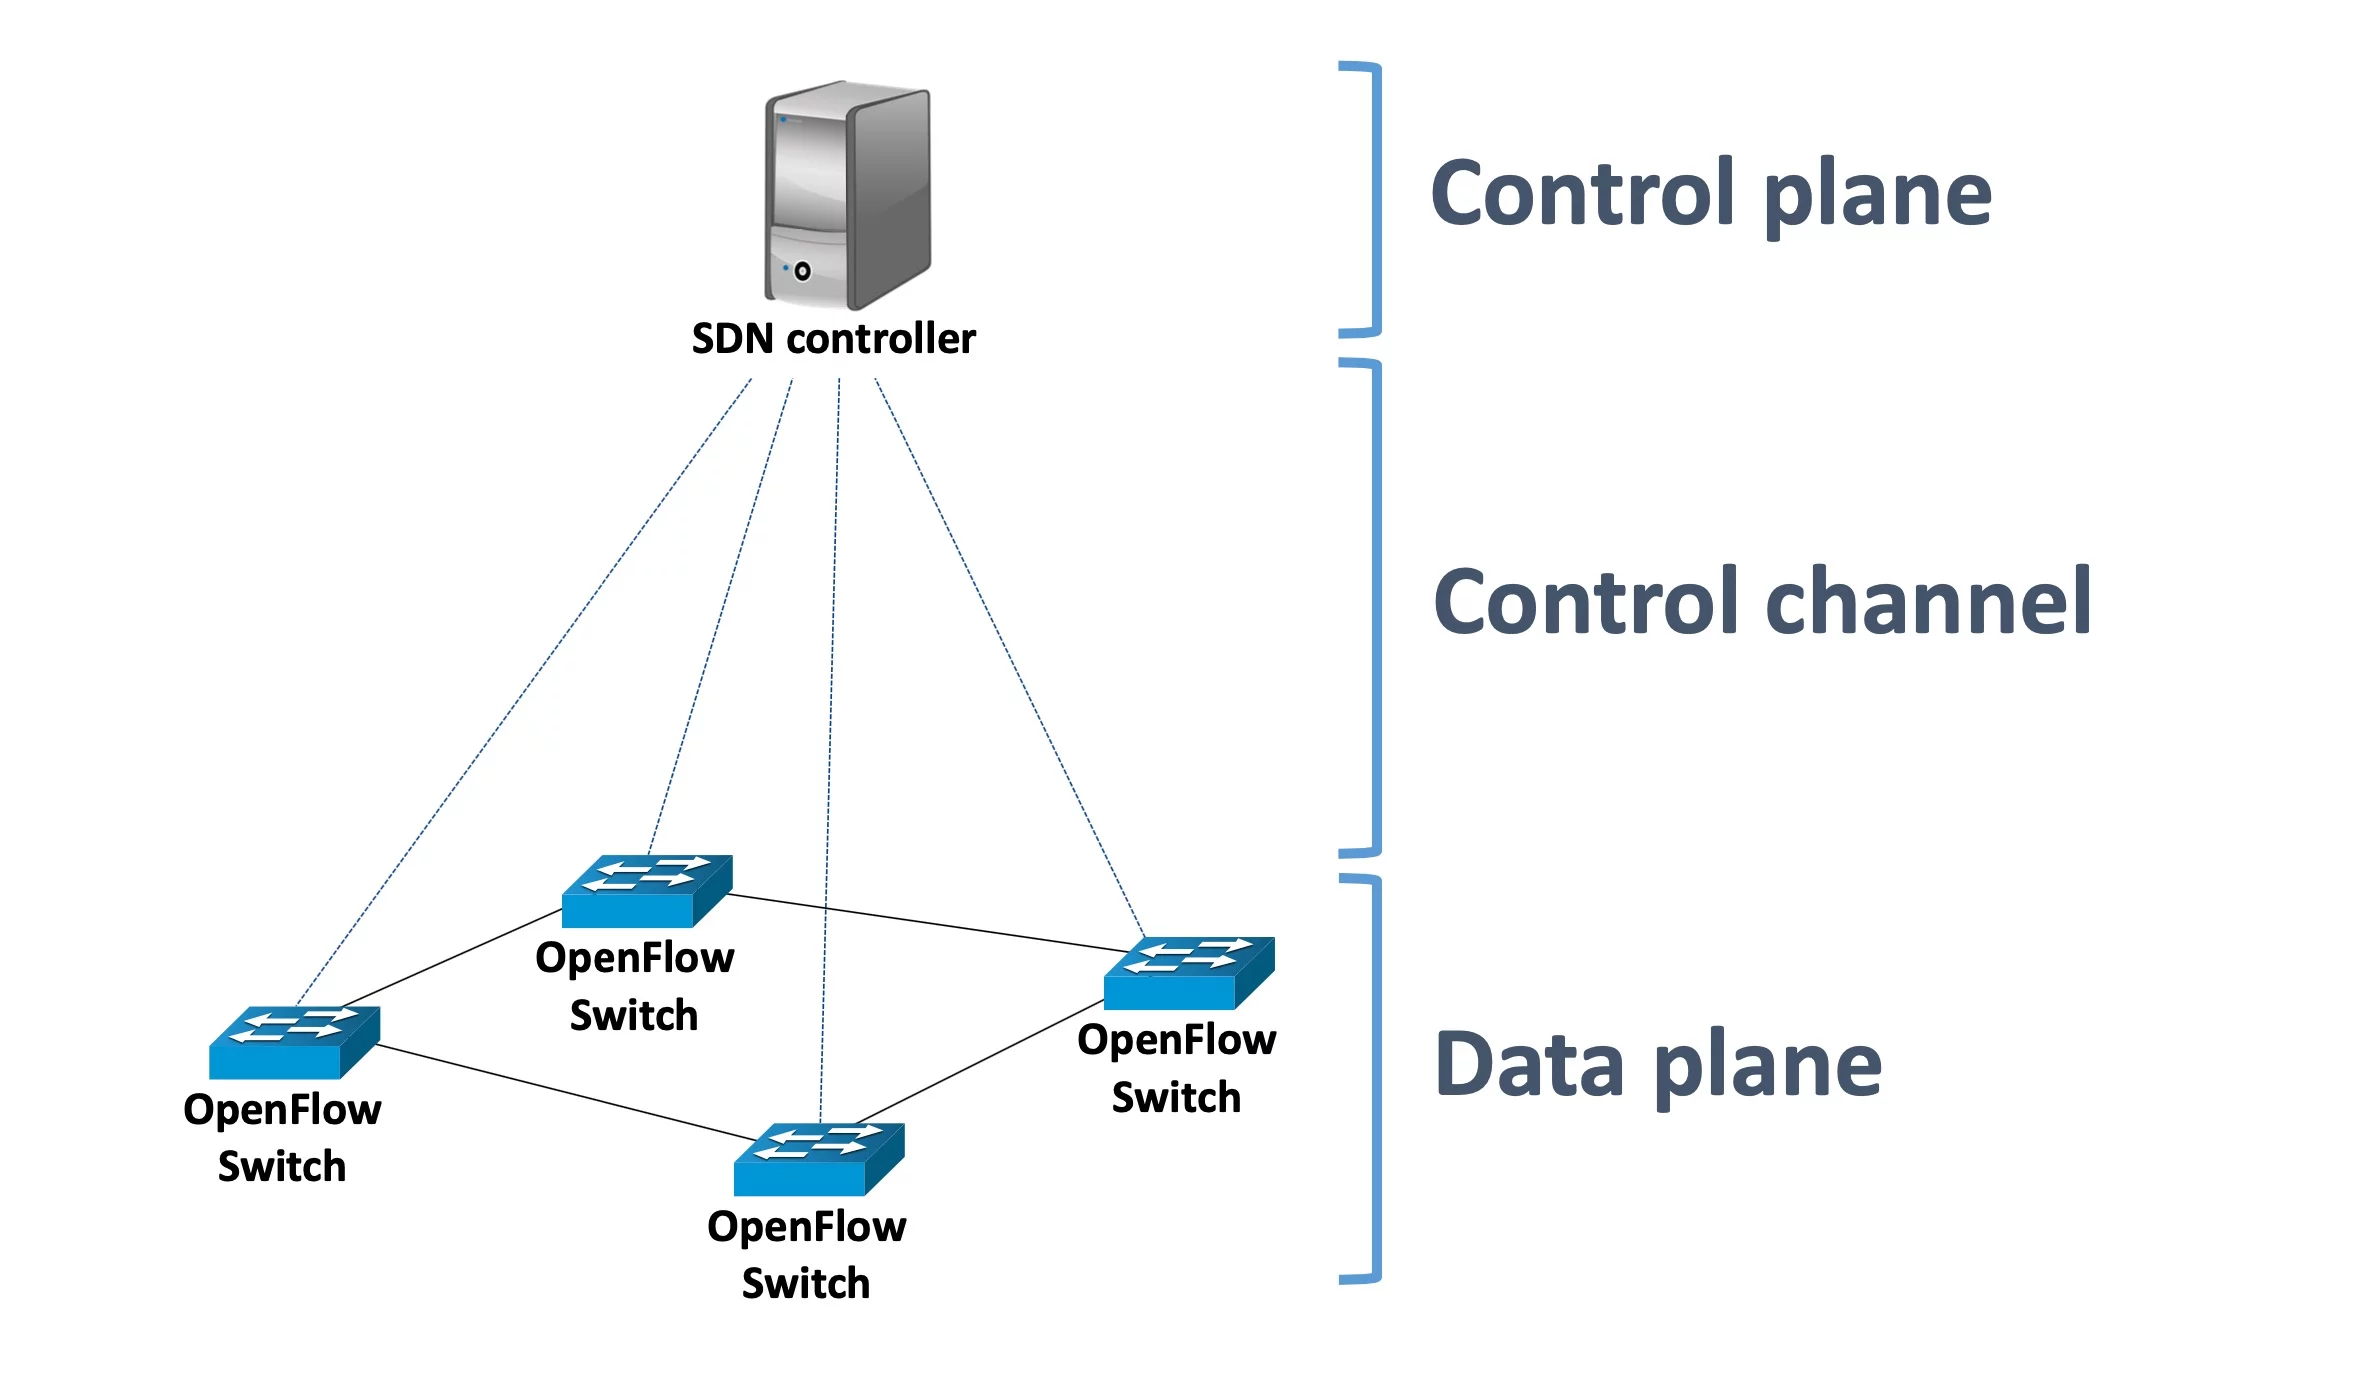 Control plane
SDN controller
Control channel
OpenFlow
Switch
OpenFlow
Switch
Data plane
OpenFlow
Switch
OpenFlow
Switch